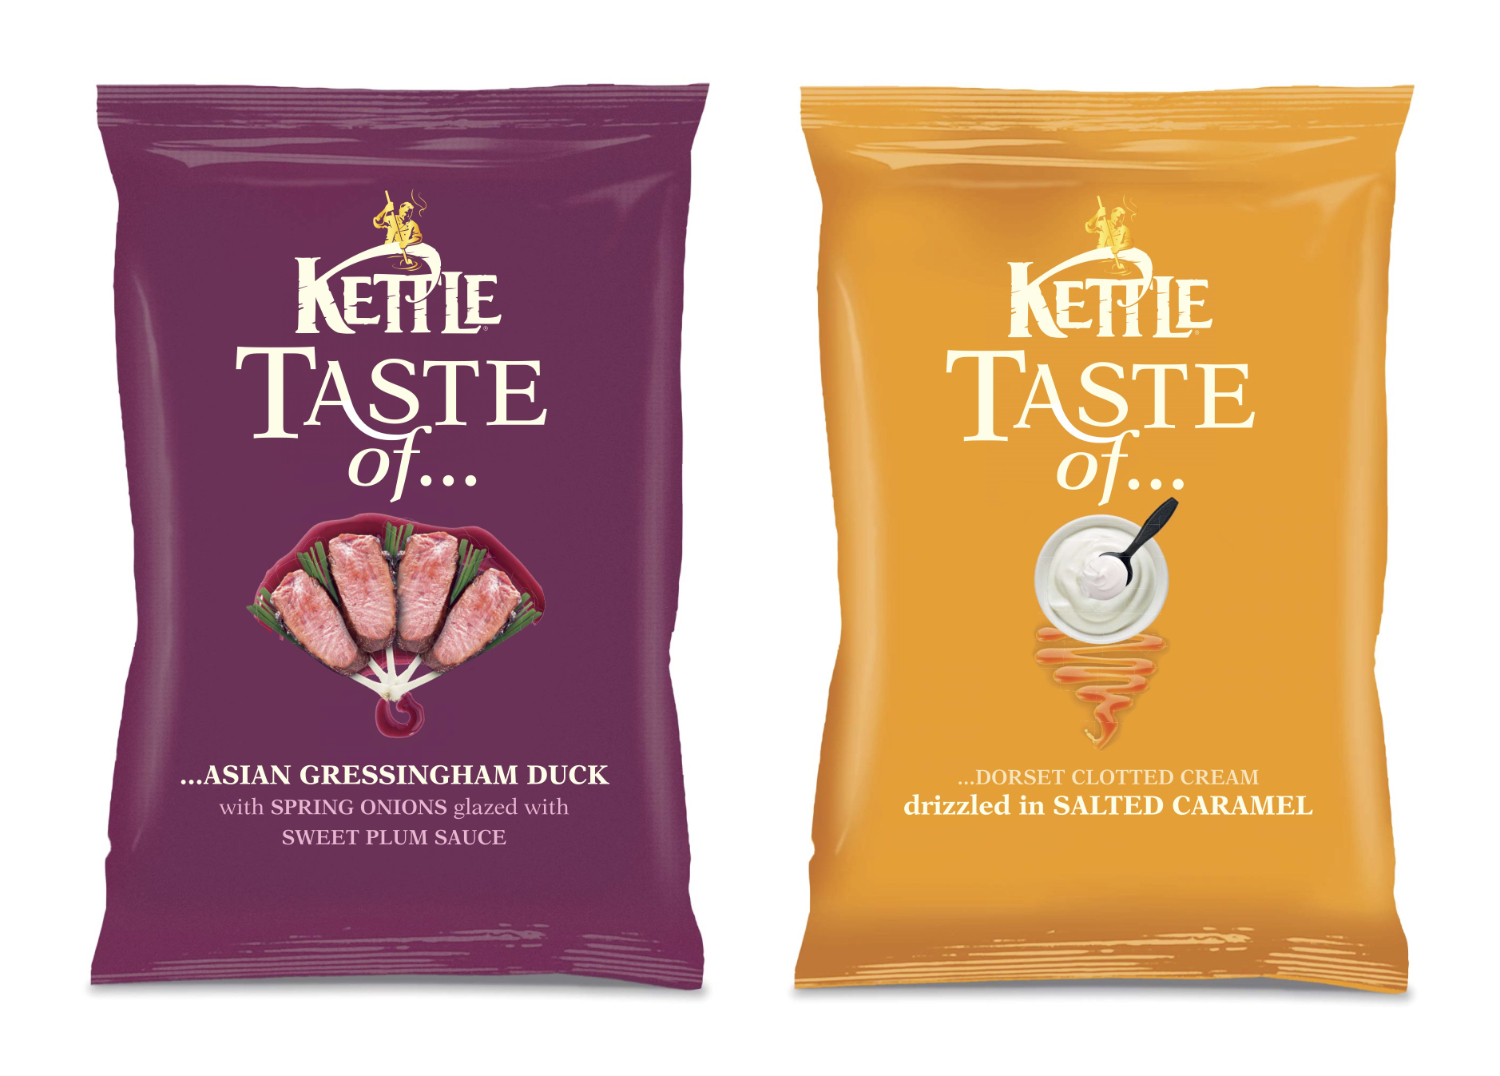 KETTLE
TASTE
of...
...ASIAN GRESSINGHAM DUCK
with SPRING ONIONS glazed with
SWEET PLUM SAUCE
KETTLE
TASTE
of...
...DORSET CLOTTED CREAM
drizzled in SALTED CARAMEL